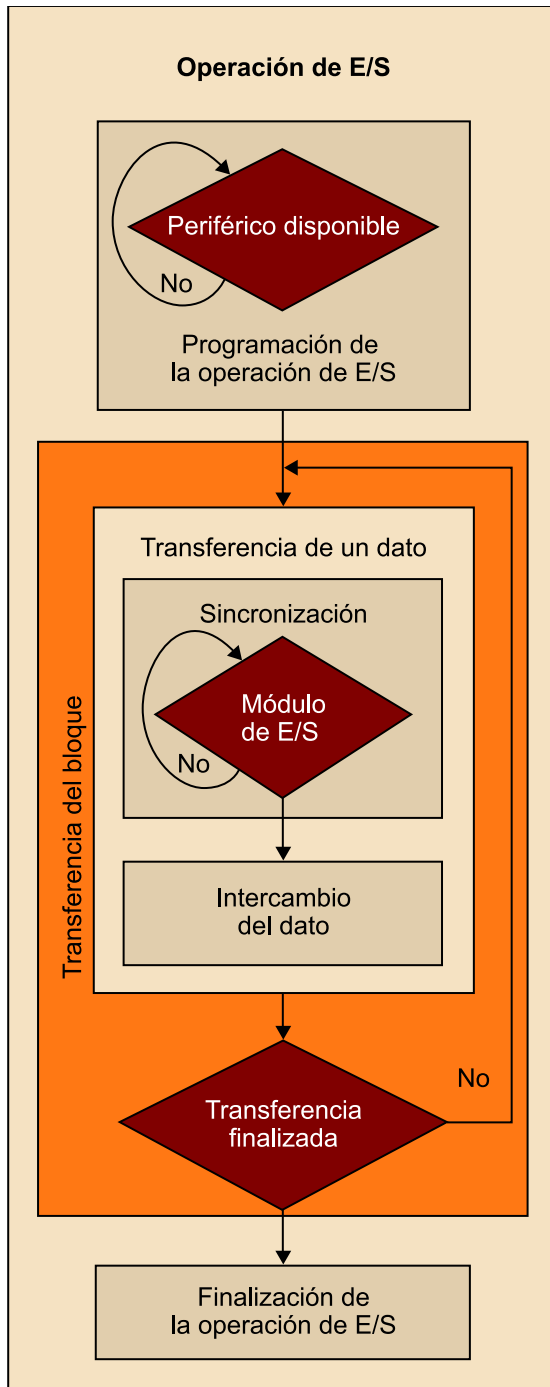 Operación de E/S
Periférico disponible
No
Programación de
la operación de E/S
Transferencia del bloque
Transferencia de un dato
Sincronización
Módulo
de E/S
No
Intercambio
del dato
Transferencia
finalizada
No
Finalización de
la operación de E/S